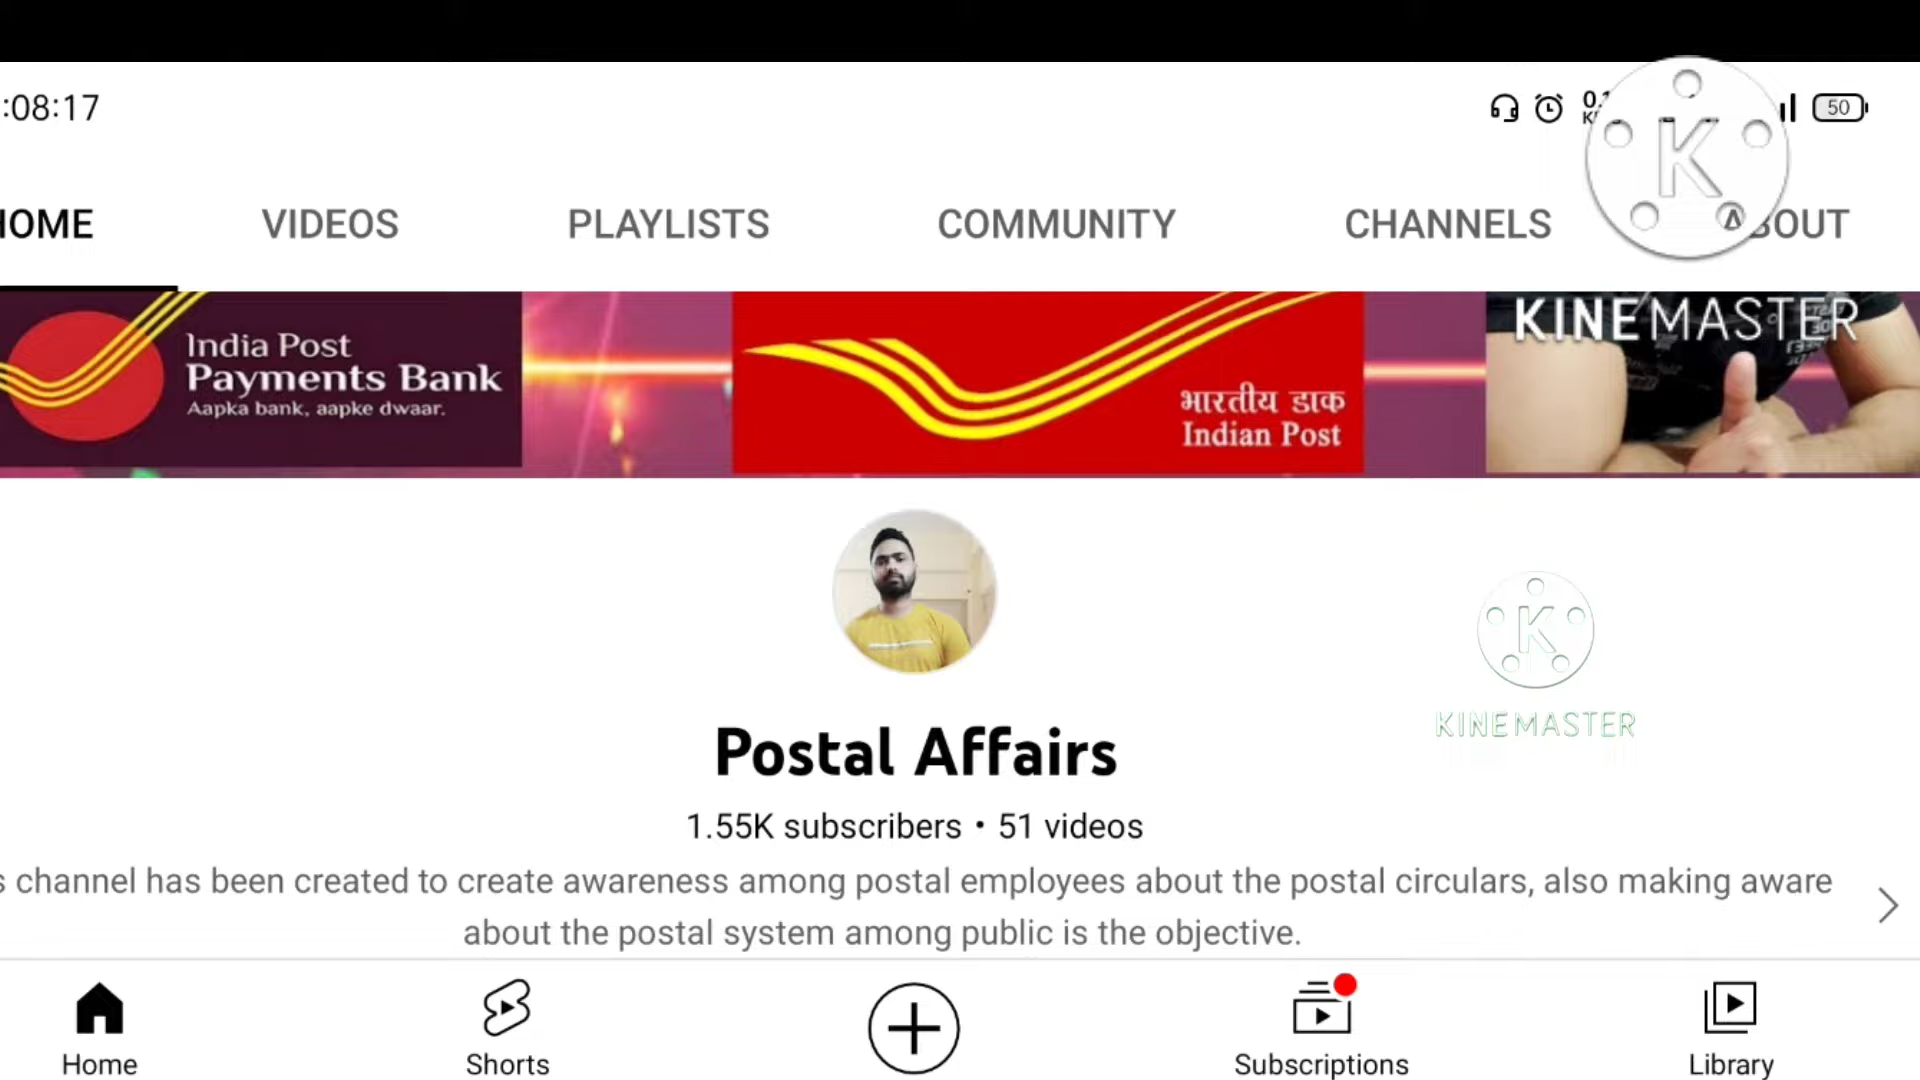 :08:17
50
HOME
VIDEOS
PLAYLISTS
COMMUNITY
CHANNELS
ABOUT
India Post
Payments Bank
Aapka bank, aapke dwaar.
भारतीय डाक
Indian Post
KINEMASTER
K
K
KINEMASTER
Postal Affairs
1.55K subscribers • 51 videos
s channel has been created to create awareness among postal employees about the postal circulars, also making aware
about the postal system among public is the objective.
Home
Shorts
Subscriptions
Library